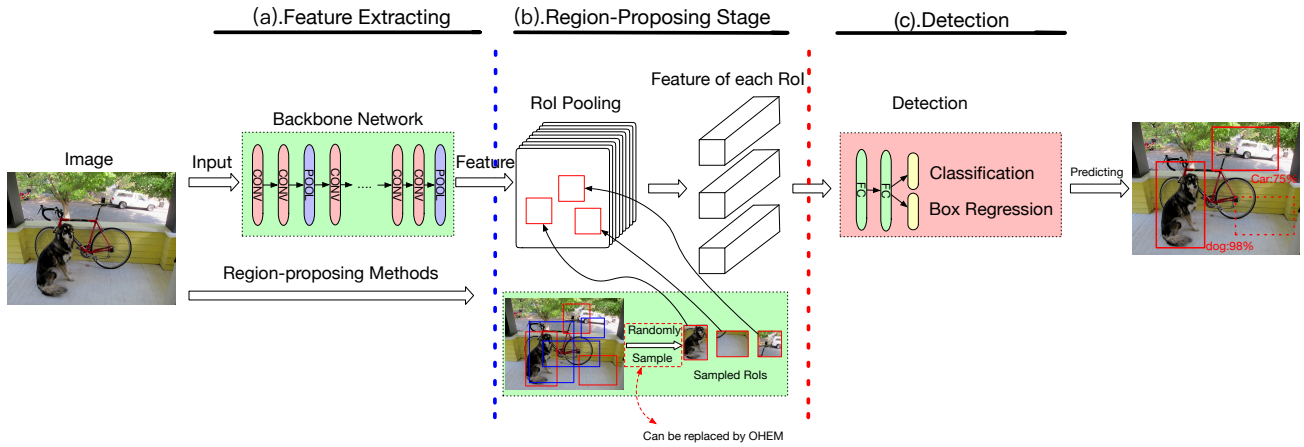 (a).Feature Extracting
(b).Region-Proposing Stage
(c).Detection
Image
Input
Backbone Network
CONV
CONV
POOL
CONV
....
CONV
CONV
POOL
Feature
RoI Pooling
Feature of each RoI
Detection
FC
FC
Classification
Box Regression
Predicting
Car:75%
dog:98%
Region-proposing Methods
Randomly
Sample
Sampled RoIs
Can be replaced by OHEM